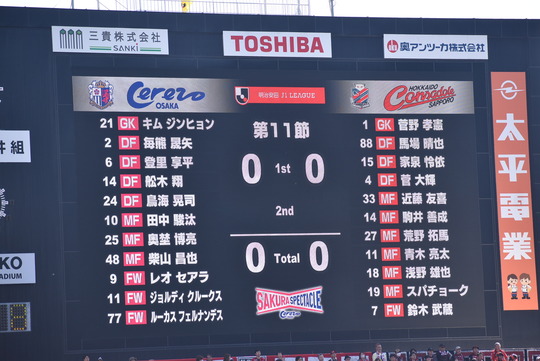 三貴株式会社
SANKI
TOSHIBA
奥アンツーカ株式会社
Cerezo
OSAKA
明治安田 J1 LEAGUE
HOKKAIDO
Consadole
SAPPORO
21 GK キム ジンヒョン
2 DF 毎熊 晟矢
6 DF 登里 享平
14 DF 舩木 翔
24 DF 鳥海 晃司
10 MF 田中 駿汰
25 MF 奥埜 博亮
48 MF 柴山 昌也
9 FW レオ セアラ
11 FW ジョルディ クルークス
77 FW ルーカス フェルナンデス
第11節
0 1st 0
2nd
0 Total 0
SAKURA SPECTACLE
Cerezo
1 GK 菅野 孝憲
88 DF 馬場 晴也
15 DF 家泉 怜依
4 DF 菅 大輝
33 MF 近藤 友喜
14 MF 駒井 善成
27 MF 荒野 拓馬
11 MF 青木 亮太
18 MF 浅野 雄也
19 MF スパチョーク
7 FW 鈴木 武蔵
太平電業
井組
KO
STADIUM